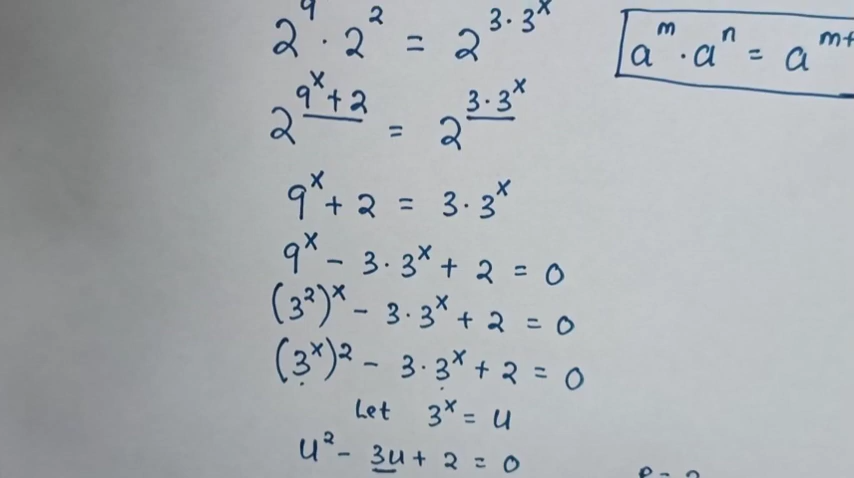 2^9 · 2^2 = 2^{3·3^x}
a^m · a^n = a^{m+
2^{9^x+2} = 2^{3·3^x}
9^x + 2 = 3·3^x
9^x - 3·3^x + 2 = 0
(3^2)^x - 3·3^x + 2 = 0
(3^x)^2 - 3·3^x + 2 = 0
Let 3^x = u
u^2 - 3u + 2 = 0